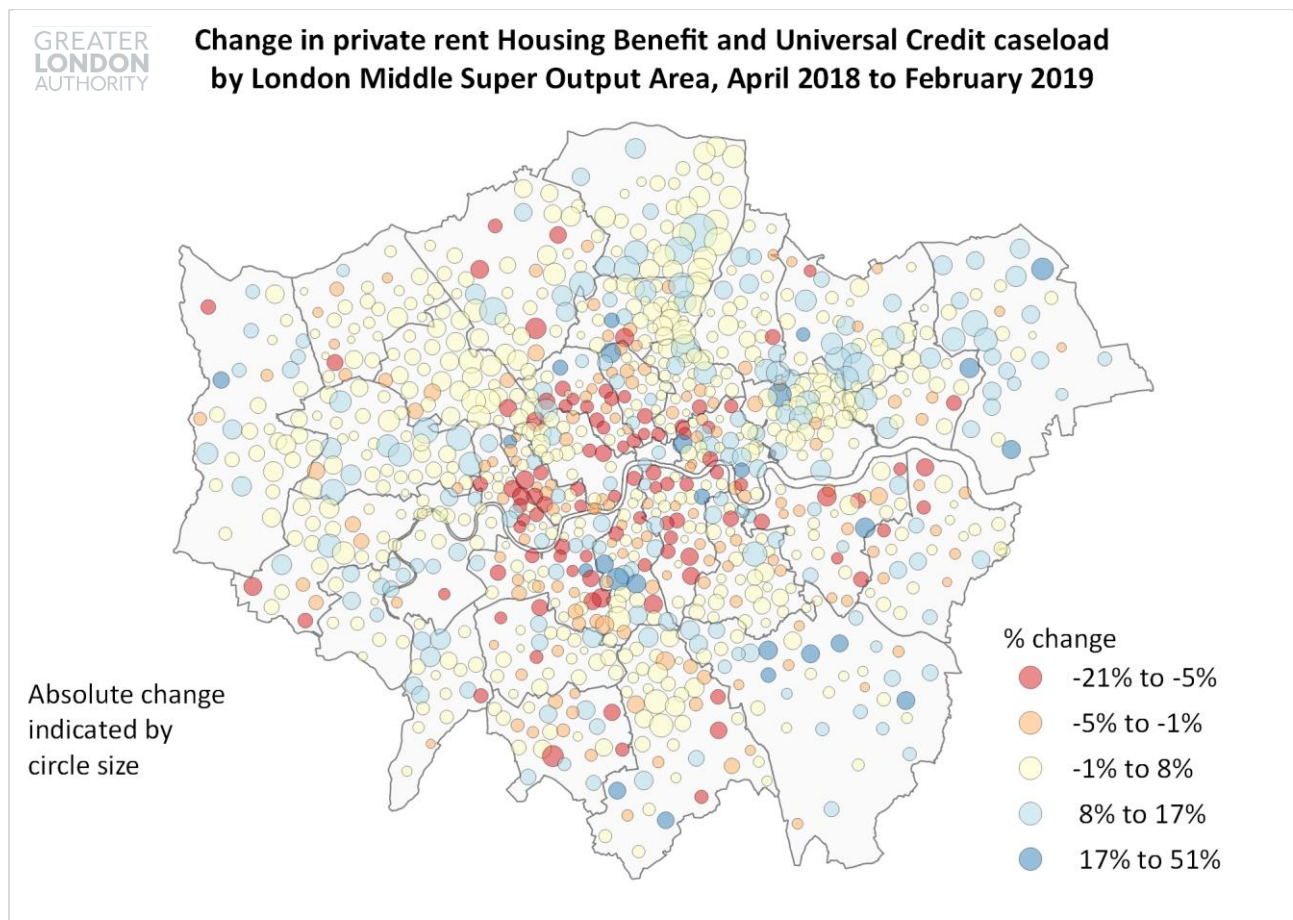 GREATER
LONDON
AUTHORITY
Change in private rent Housing Benefit and Universal Credit caseload
by London Middle Super Output Area, April 2018 to February 2019
Absolute change
indicated by
circle size
% change
-21% to -5%
-5% to -1%
-1% to 8%
8% to 17%
17% to 51%